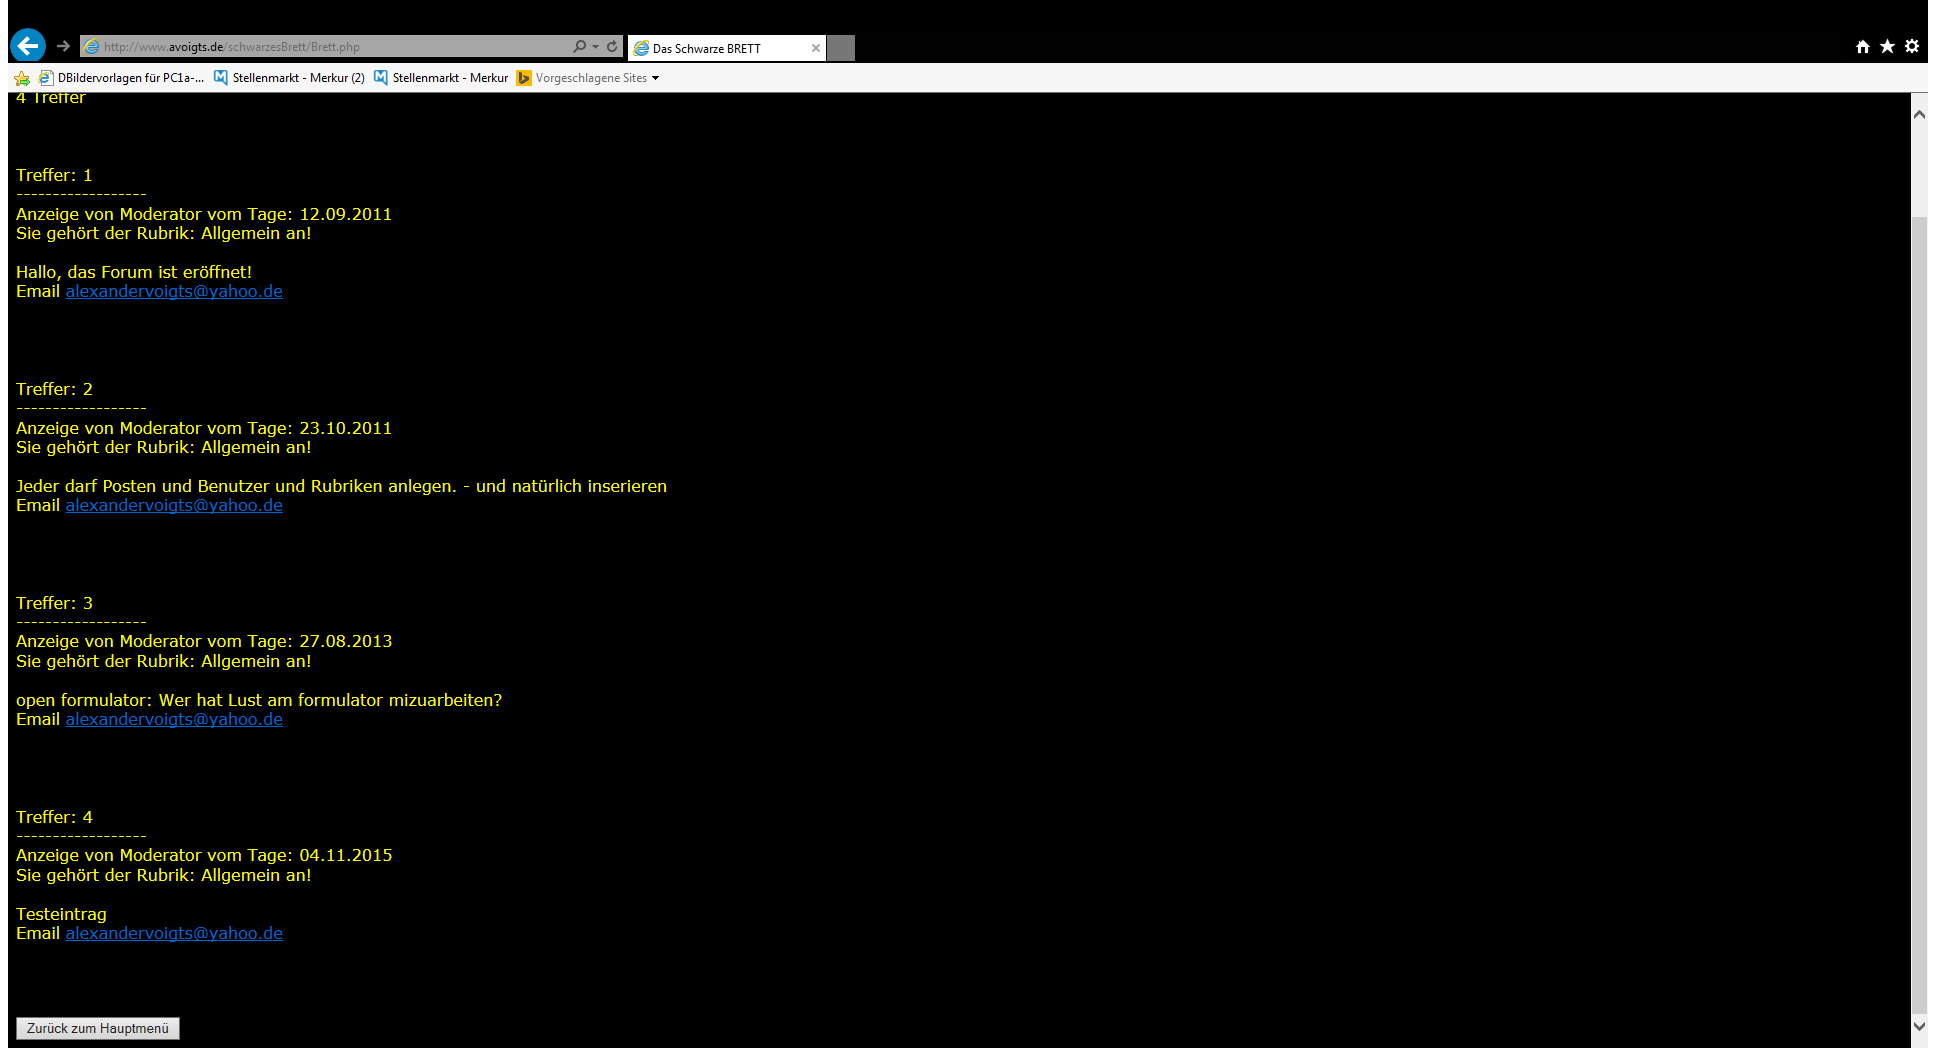 http://www.avoigts.de/schwarzesBrett/Brett.php
Das Schwarze BRETT
DBildervorlagen für PC1a-...
Stellenmarkt - Merkur (2)
Stellenmarkt - Merkur
Vorgeschlagene Sites
4 Treffer
Treffer: 1
------------------
Anzeige von Moderator vom Tage: 12.09.2011
Sie gehört der Rubrik: Allgemein an!
Hallo, das Forum ist eröffnet!
Email alexandervoigts@yahoo.de
Treffer: 2
------------------
Anzeige von Moderator vom Tage: 23.10.2011
Sie gehört der Rubrik: Allgemein an!
Jeder darf Posten und Benutzer und Rubriken anlegen. - und natürlich inserieren
Email alexandervoigts@yahoo.de
Treffer: 3
------------------
Anzeige von Moderator vom Tage: 27.08.2013
Sie gehört der Rubrik: Allgemein an!
open formulator: Wer hat Lust am formulator mizuarbeiten?
Email alexandervoigts@yahoo.de
Treffer: 4
------------------
Anzeige von Moderator vom Tage: 04.11.2015
Sie gehört der Rubrik: Allgemein an!
Testeintrag
Email alexandervoigts@yahoo.de
Zurück zum Hauptmenü